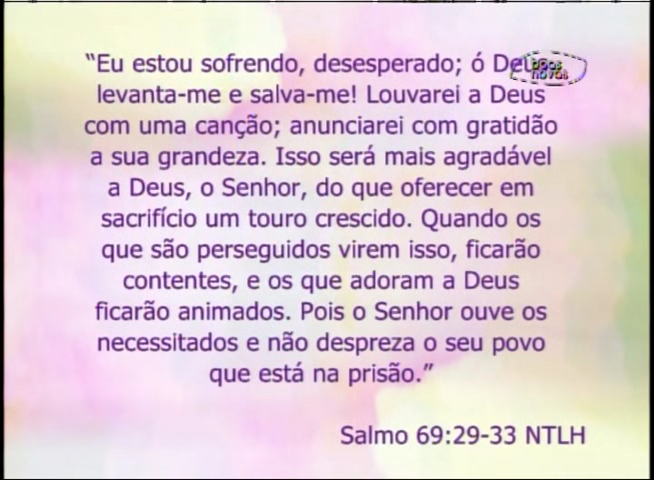 “Eu estou sofrendo, desesperado; ó Deus,
levanta-me e salva-me! Louvarei a Deus
com uma canção; anunciarei com gratidão
a sua grandeza. Isso será mais agradável
a Deus, o Senhor, do que oferecer em
sacrifício um touro crescido. Quando os
que são perseguidos virem isso, ficarão
contentes, e os que adoram a Deus
ficarão animados. Pois o Senhor ouve os
necessitados e não despreza o seu povo
que está na prisão.”
Salmo 69:29-33 NTLH
boas
novas